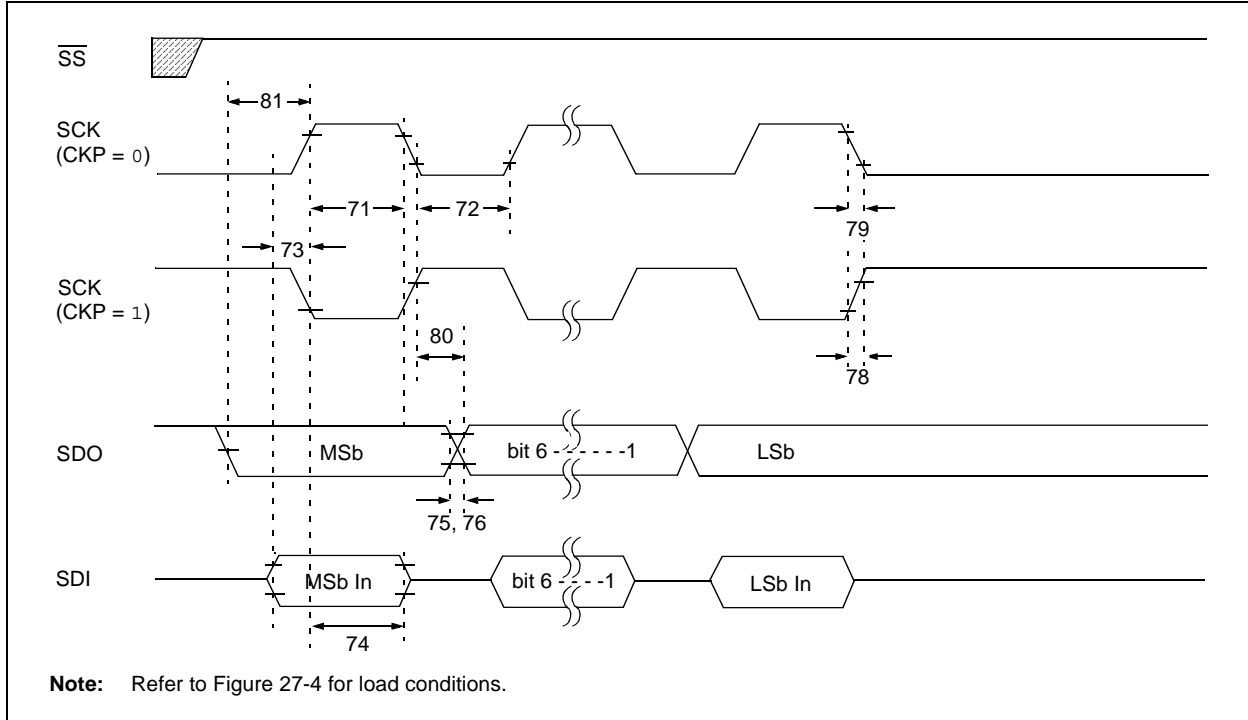 SS
81
SCK
(CKP = 0)
71
72
79
73
SCK
(CKP = 1)
80
78
SDO
MSb
bit 6 - - - - - -1
LSb
75, 76
SDI
MSb In
bit 6 - - - - -1
LSb In
74
Note: Refer to Figure 27-4 for load conditions.